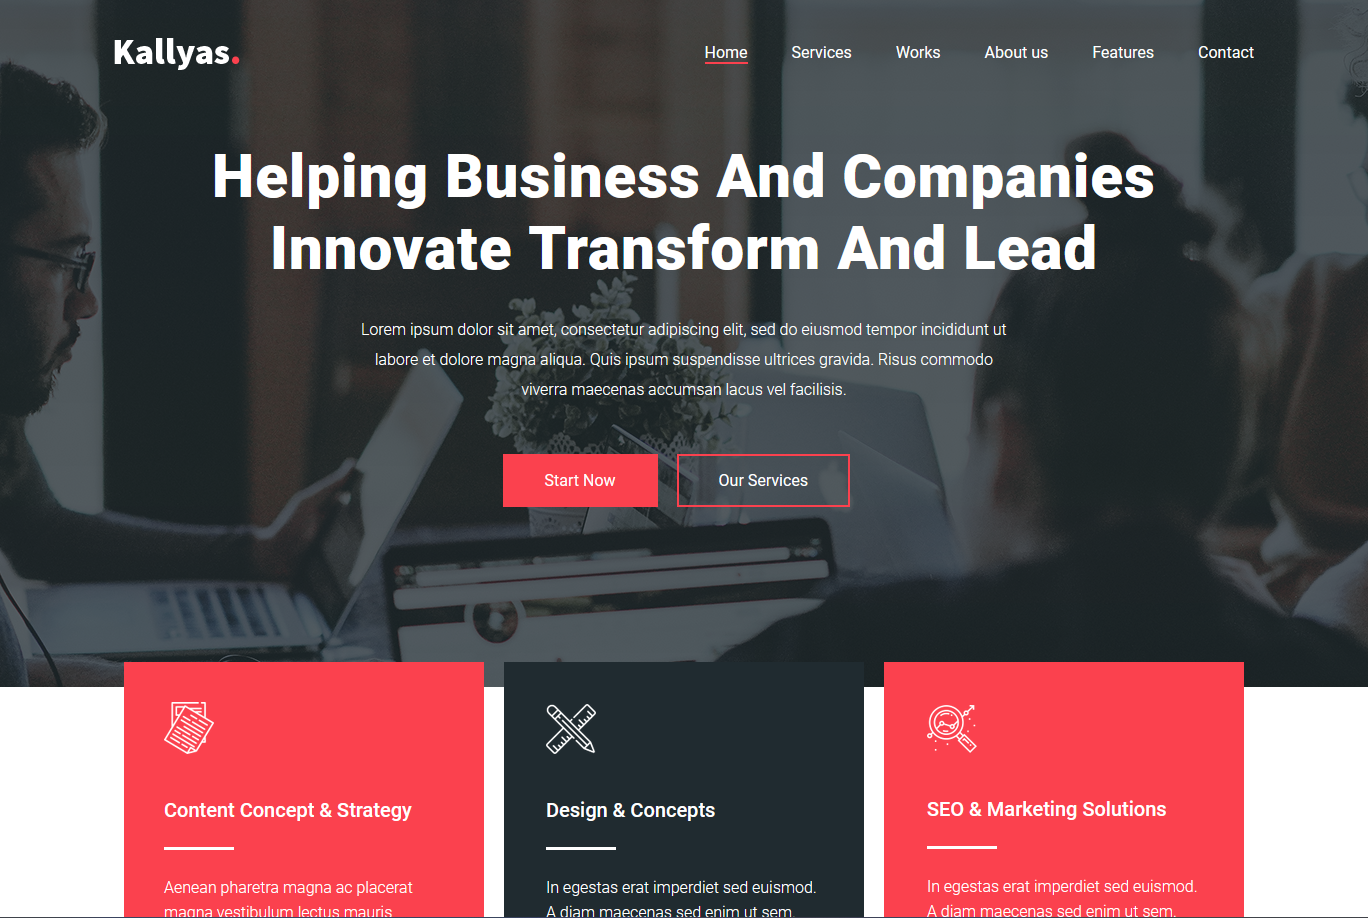 Kallyas.
Home Services Works About us Features Contact
Helping Business And Companies
Innovate Transform And Lead
Lorem ipsum dolor sit amet, consectetur adipiscing elit, sed do eiusmod tempor incididunt ut
labore et dolore magna aliqua. Quis ipsum suspendisse ultrices gravida. Risus commodo
viverra maecenas accumsan lacus vel facilisis.
Start Now
Our Services
Content Concept & Strategy
Aenean pharetra magna ac placerat
magna vestibulum lectus mauris
Design & Concepts
In egestas erat imperdiet sed euismod.
A diam maecenas sed enim ut sem.
SEO & Marketing Solutions
In egestas erat imperdiet sed euismod.
A diam maecenas sed enim ut sem.